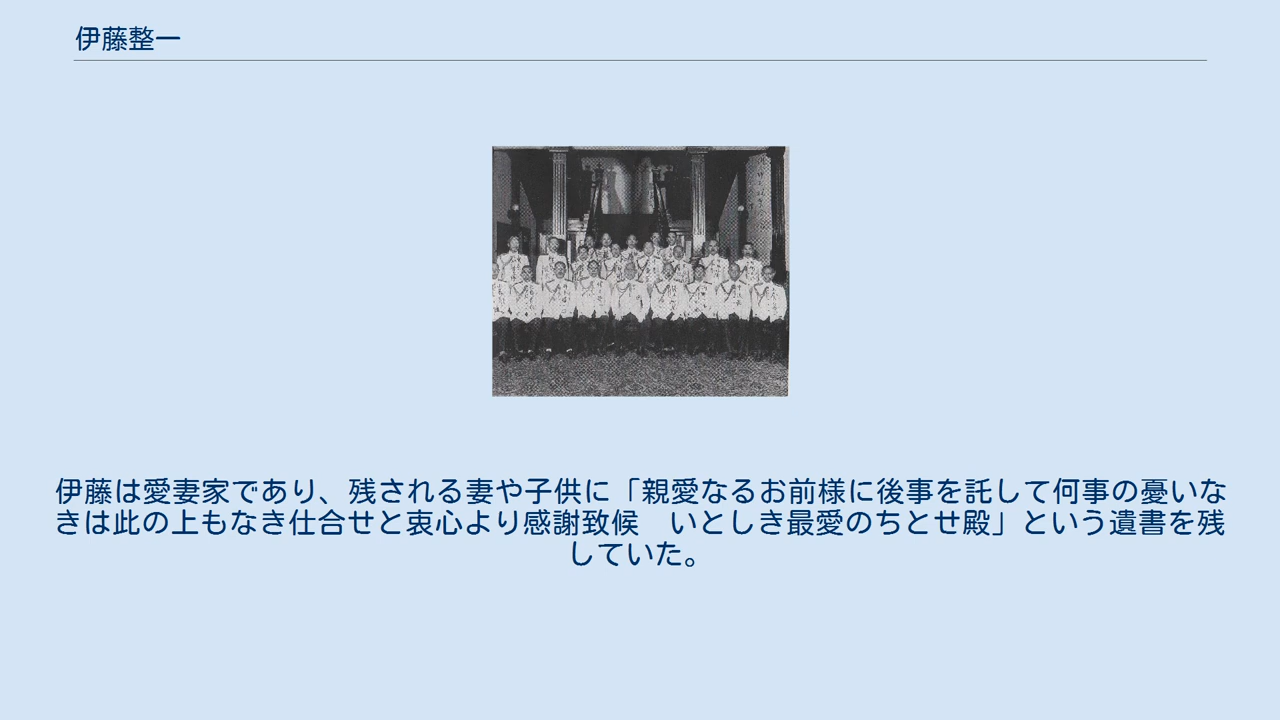 伊藤整一
伊藤は愛妻家であり、残される妻や子供に「親愛なるお前様に後事を託して何事の憂いな
きは此の上もなき仕合せと衷心より感謝致候　いとしき最愛のちとせ殿」という遺書を残
していた。